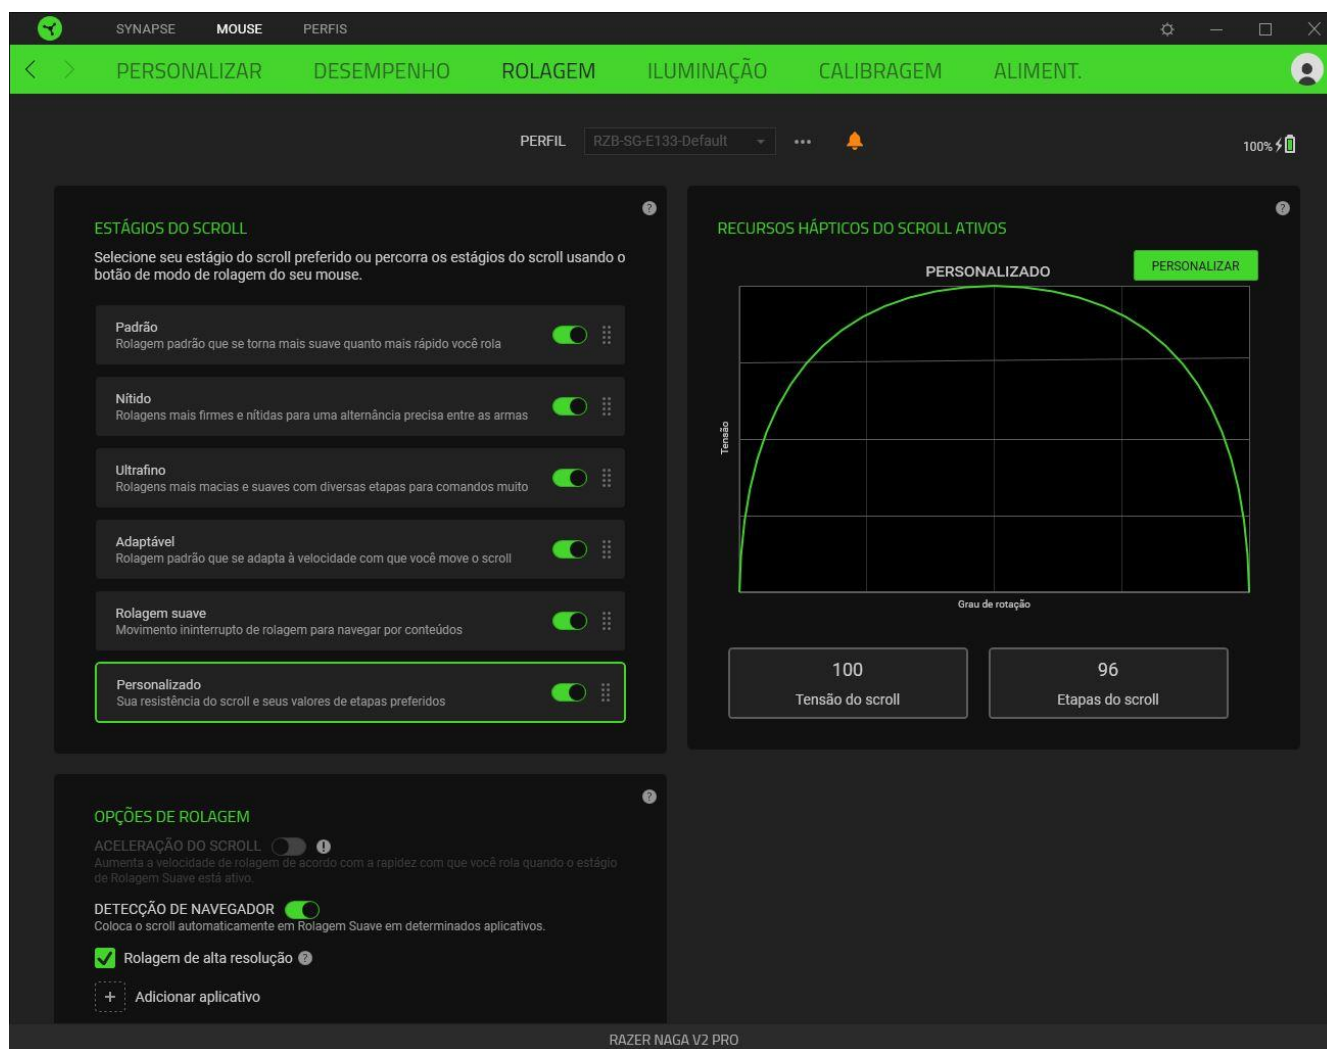 SYNAPSE MOUSE PERFIS
PERSONALIZAR DESEMPENHO ROLAGEM ILUMINAÇÃO CALIBRAGEM ALIMENT.
PERFIL RZB-SG-E133-Default
100%
ESTÁGIOS DO SCROLL
Selecione seu estágio do scroll preferido ou percorra os estágios do scroll usando o
botão de modo de rolagem do seu mouse.
Padrão
Rolagem padrão que se torna mais suave quanto mais rápido você rola
Nítido
Rolagens mais firmes e nítidas para uma alternância precisa entre as armas
Ultrafino
Rolagens mais macias e suaves com diversas etapas para comandos muito
Adaptável
Rolagem padrão que se adapta à velocidade com que você move o scroll
Rolagem suave
Movimento ininterrupto de rolagem para navegar por conteúdos
Personalizado
Sua resistência do scroll e seus valores de etapas preferidos
RECURSOS HÁPTICOS DO SCROLL ATIVOS
PERSONALIZADO
PERSONALIZAR
Tensão
Grau de rotação
100
Tensão do scroll
96
Etapas do scroll
OPÇÕES DE ROLAGEM
ACELERAÇÃO DO SCROLL
Aumenta a velocidade de rolagem de acordo com a rapidez com que você rola quando o estágio
de Rolagem Suave está ativo.
DETECÇÃO DE NAVEGADOR
Coloca o scroll automaticamente em Rolagem Suave em determinados aplicativos.
Rolagem de alta resolução
Adicionar aplicativo
RAZER NAGA V2 PRO